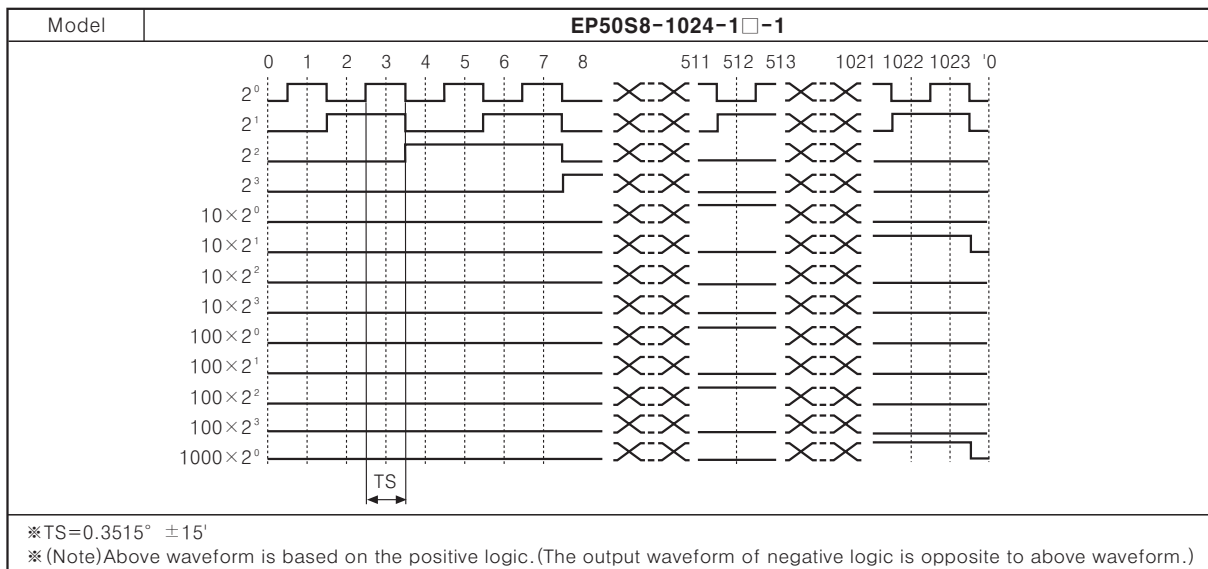 Model EP50S8-1024-1□-1
0 1 2 3 4 5 6 7 8 511 512 513 1021 1022 1023 '0
2⁰
2¹
2²
2³
10×2⁰
10×2¹
10×2²
10×2³
100×2⁰
100×2¹
100×2²
100×2³
1000×2⁰
TS
※TS=0.3515° ±15'
※(Note)Above waveform is based on the positive logic.(The output waveform of negative logic is opposite to above waveform.)